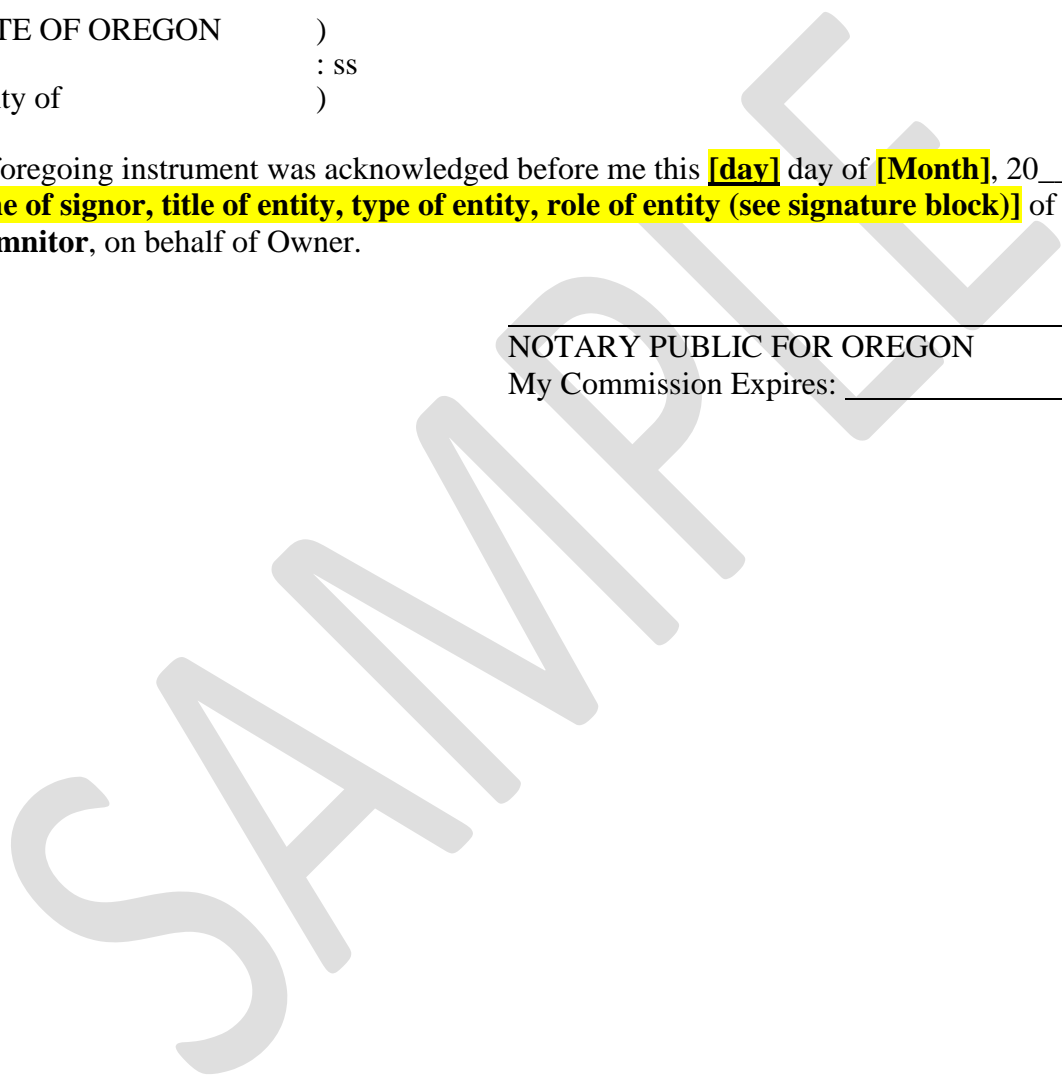 TE OF OREGON )
: ss
ty of )
foregoing instrument was acknowledged before me this [day] day of [Month], 20__
e of signor, title of entity, type of entity, role of entity (see signature block)] of
mnitor, on behalf of Owner.
NOTARY PUBLIC FOR OREGON
My Commission Expires:
SAMPLE